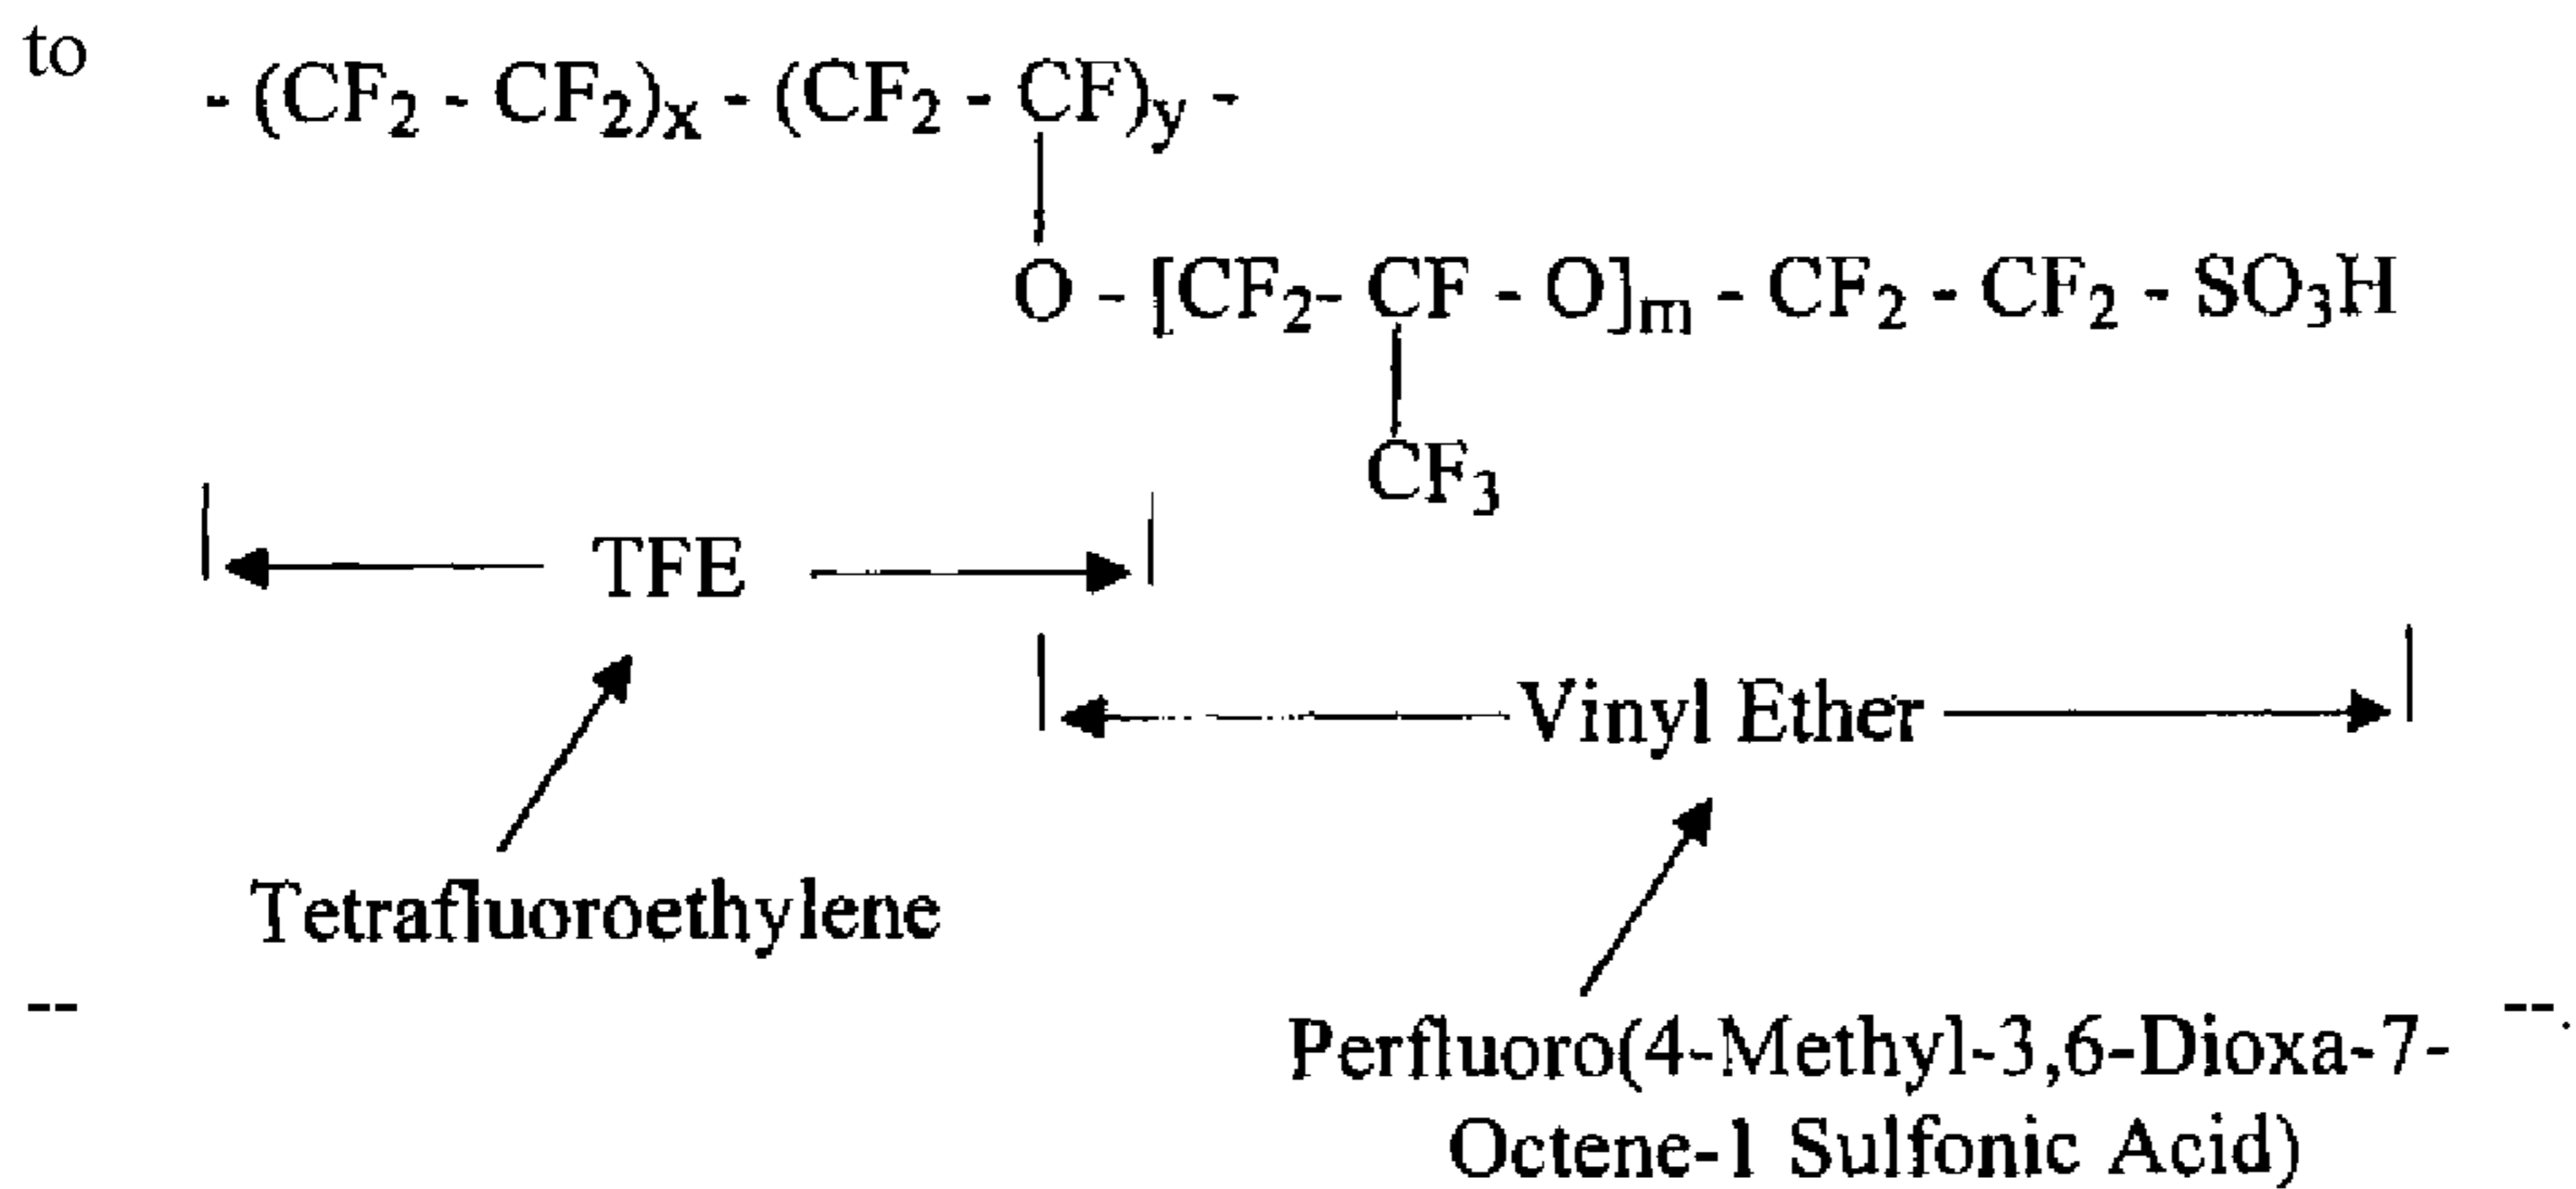 to
- (CF₂ - CF₂)ₓ - (CF₂ - CF)y -
O - [CF₂- CF - O]m - CF₂ - CF₂ - SO₃H
CF₃
TFE
Vinyl Ether
Tetrafluoroethylene
-- --.
Perfluoro(4-Methyl-3,6-Dioxa-7-
Octene-1 Sulfonic Acid)